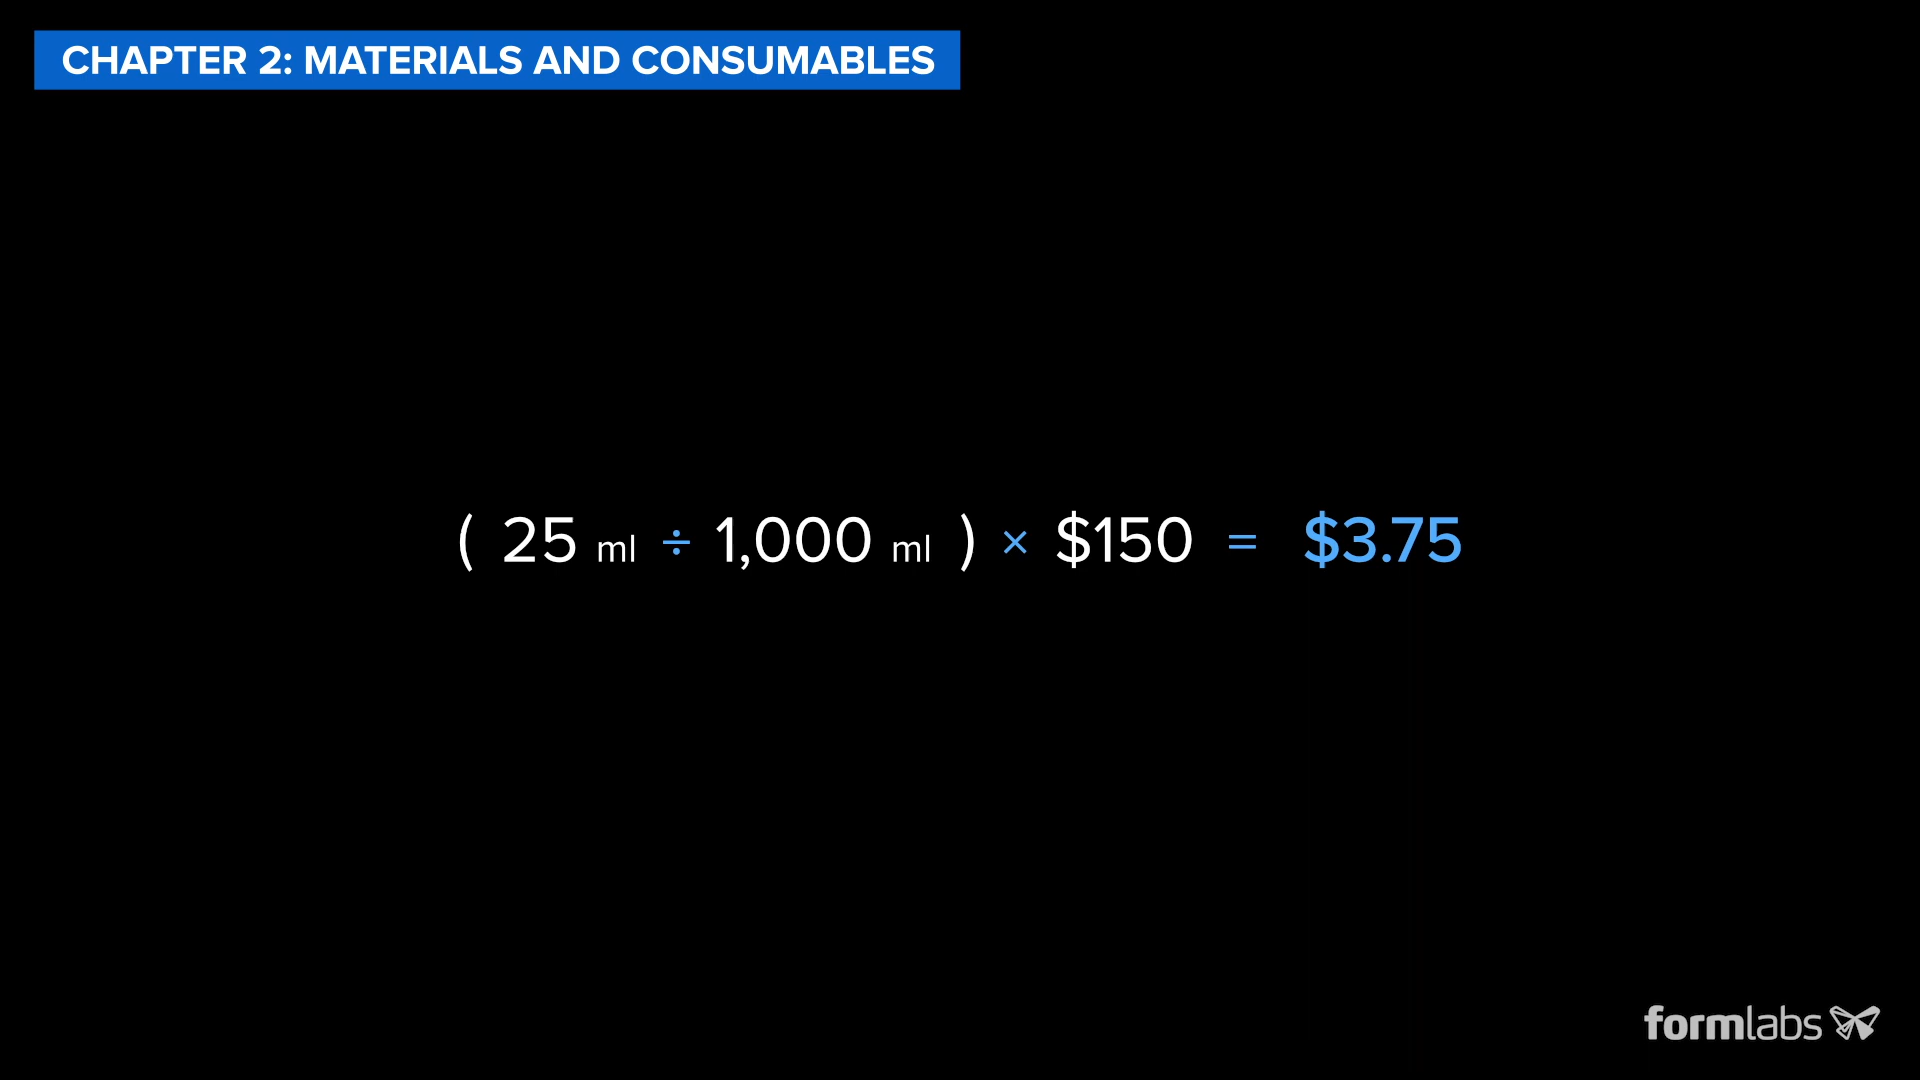 CHAPTER 2: MATERIALS AND CONSUMABLES
( 25 ml ÷ 1,000 ml ) × $150 = $3.75
formlabs